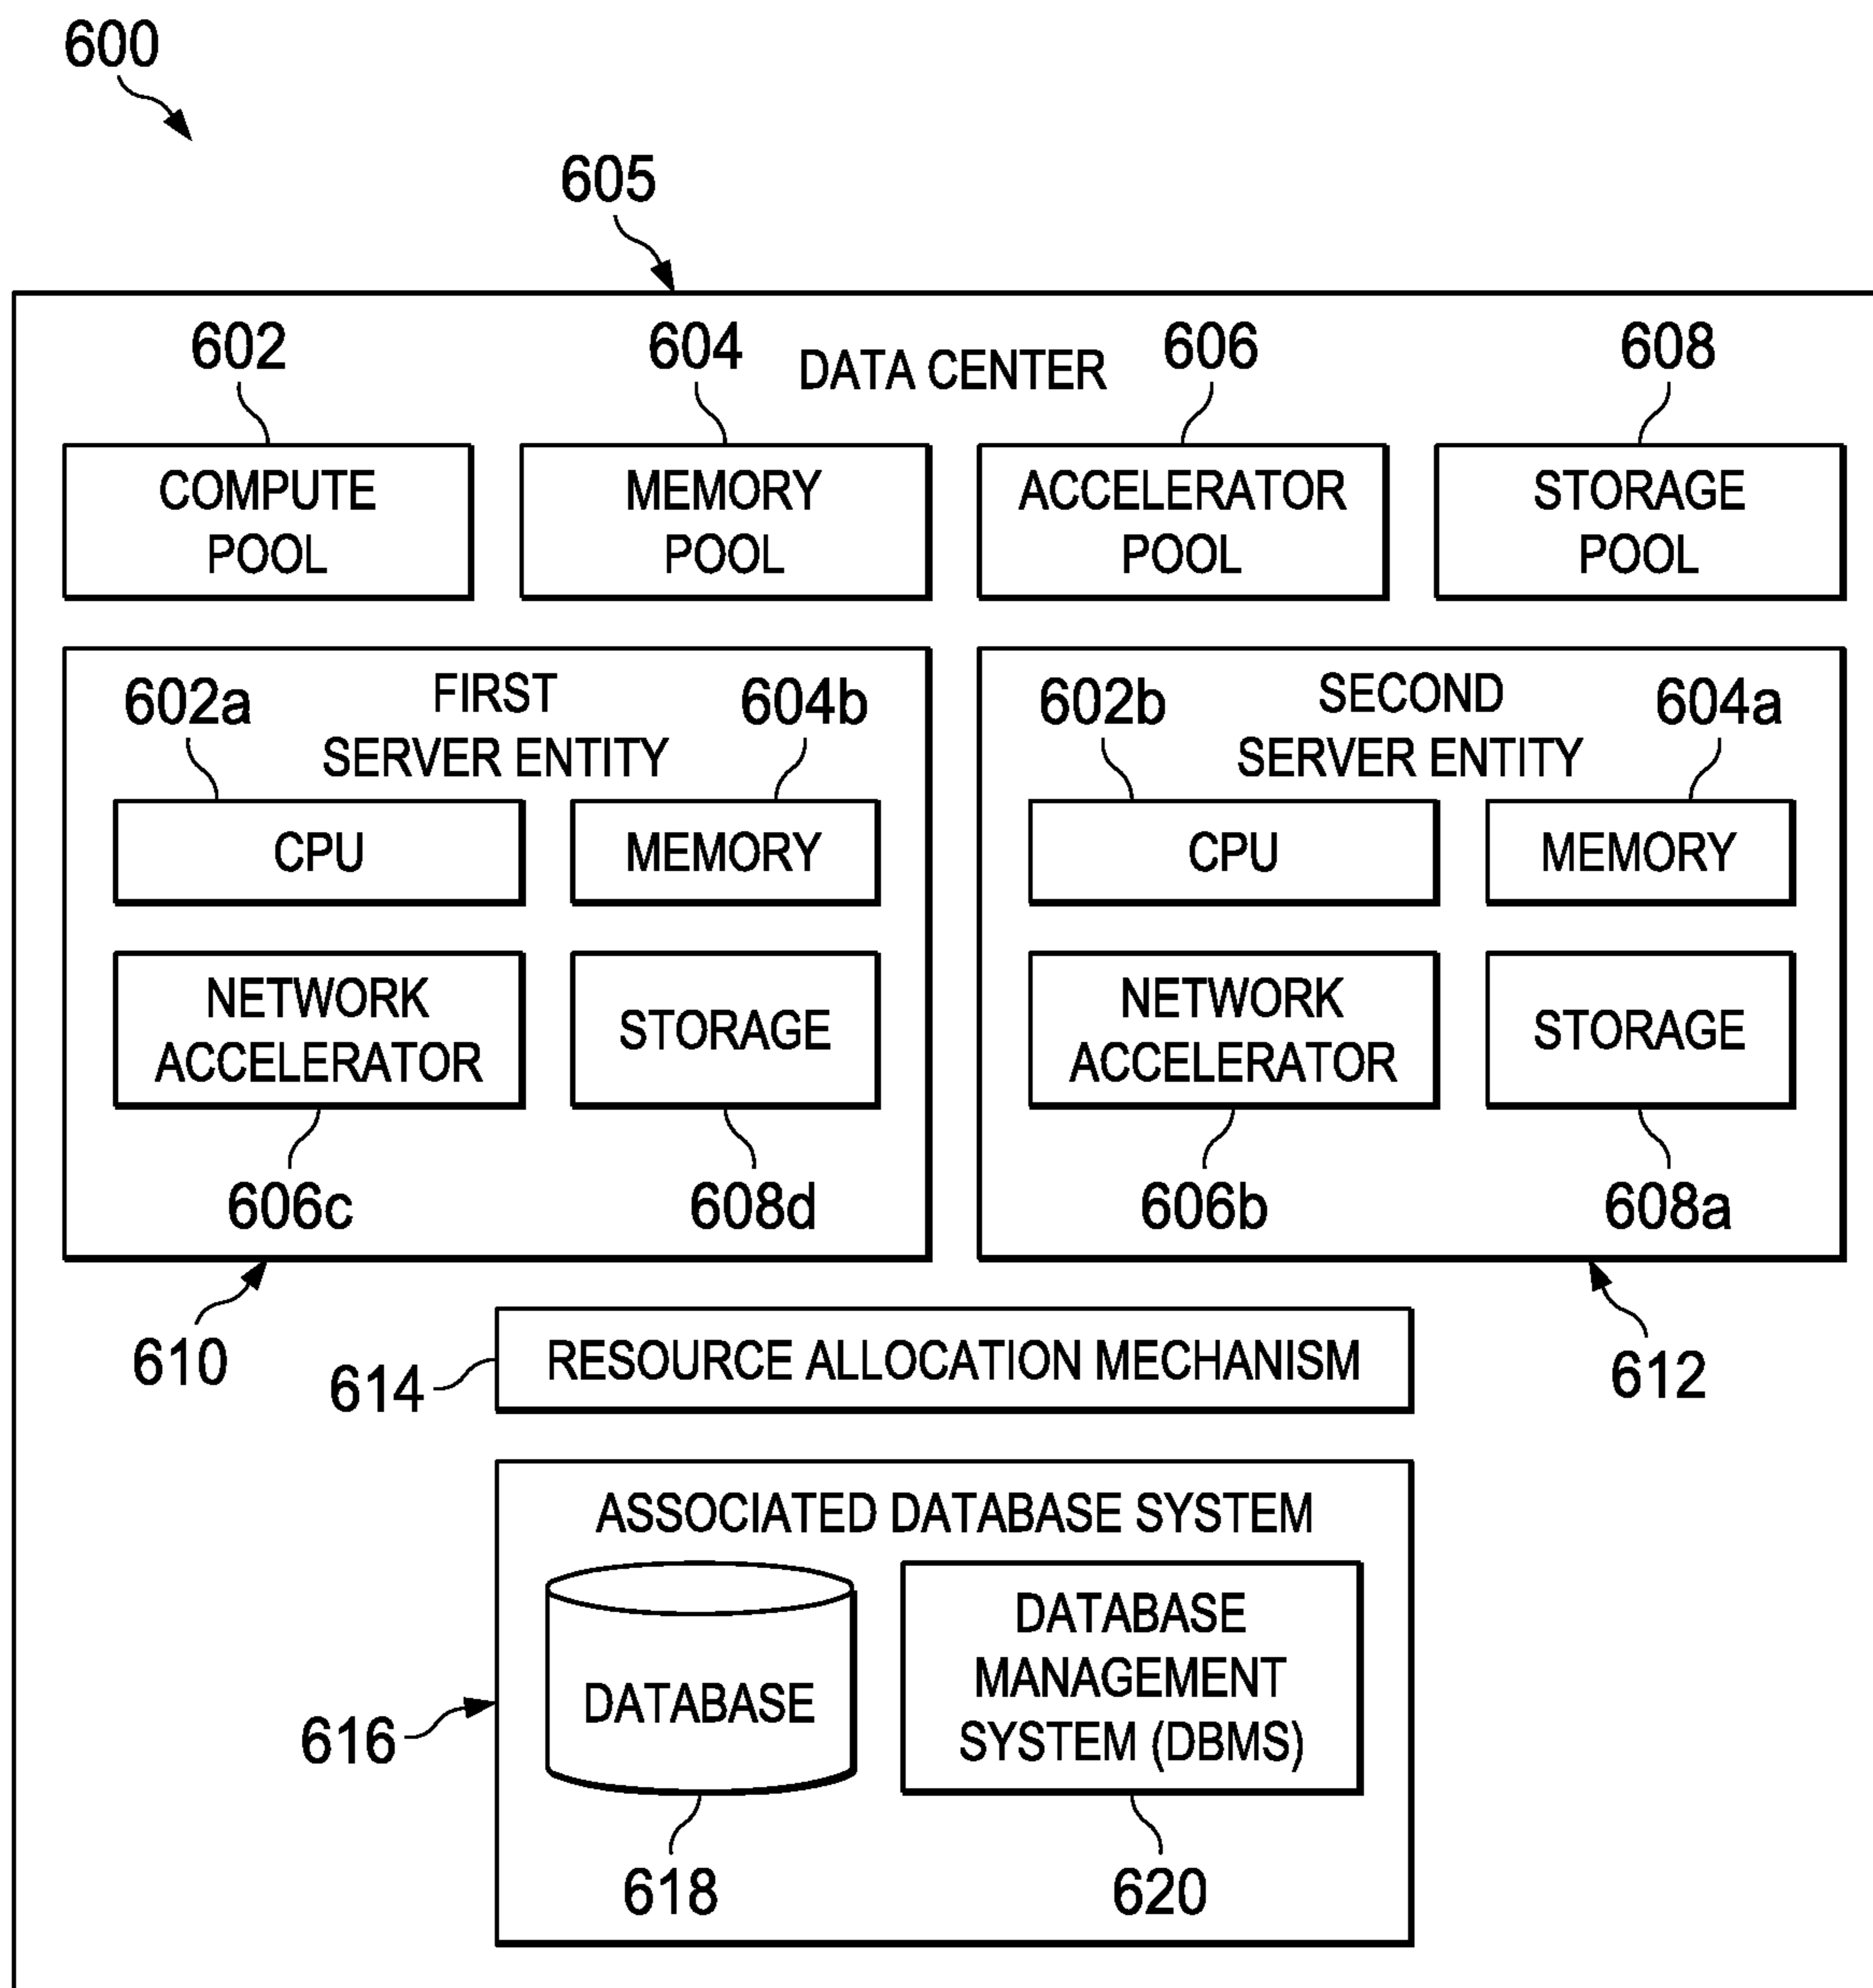 600
605
602
604
DATA CENTER
606
608
COMPUTE
POOL
MEMORY
POOL
ACCELERATOR
POOL
STORAGE
POOL
FIRST
SERVER ENTITY
602a
604b
CPU
MEMORY
NETWORK
ACCELERATOR
STORAGE
606c
608d
610
SECOND
SERVER ENTITY
602b
604a
CPU
MEMORY
NETWORK
ACCELERATOR
STORAGE
606b
608a
612
RESOURCE ALLOCATION MECHANISM
614
ASSOCIATED DATABASE SYSTEM
DATABASE
DATABASE
MANAGEMENT
SYSTEM (DBMS)
616
618
620